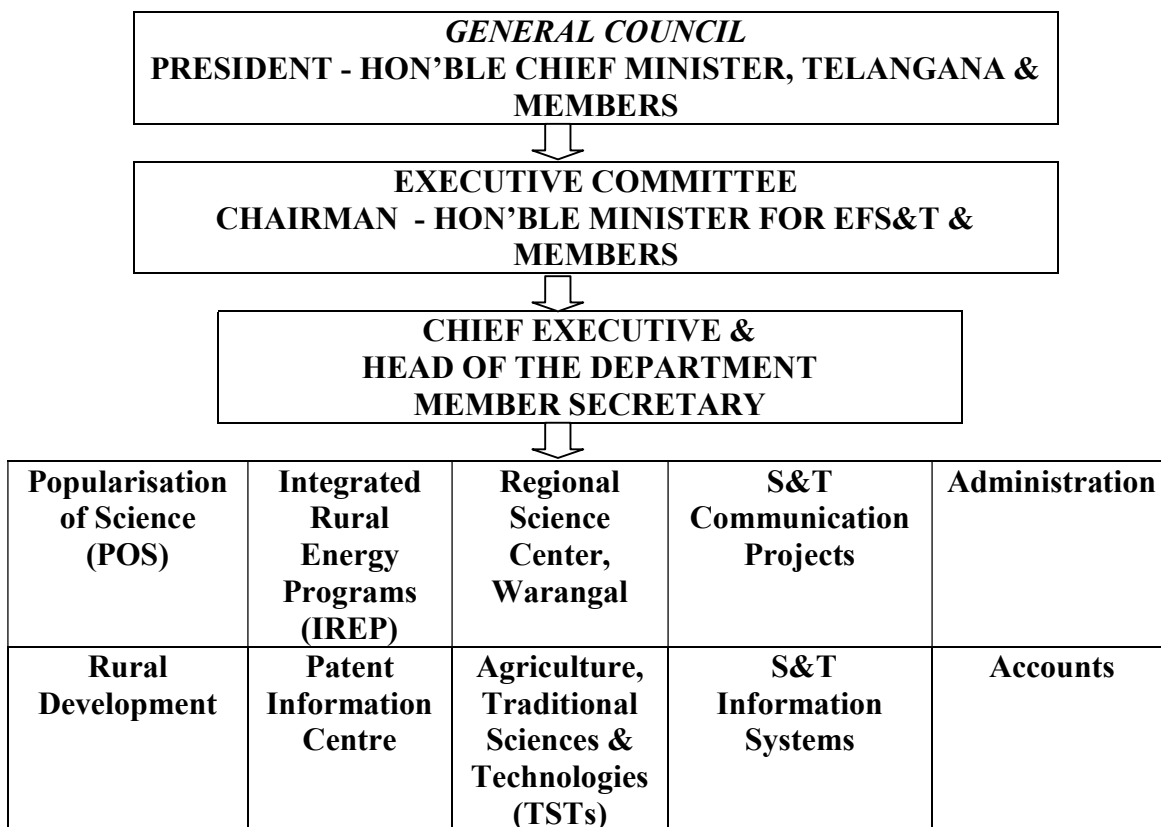 GENERAL COUNCIL
PRESIDENT - HON’BLE CHIEF MINISTER, TELANGANA &
MEMBERS
EXECUTIVE COMMITTEE
CHAIRMAN - HON’BLE MINISTER FOR EFS&T &
MEMBERS
CHIEF EXECUTIVE &
HEAD OF THE DEPARTMENT
MEMBER SECRETARY
Popularisation
of Science
(POS)
Integrated
Rural
Energy
Programs
(IREP)
Regional
Science
Center,
Warangal
S&T
Communication
Projects
Administration
Rural
Development
Patent
Information
Centre
Agriculture,
Traditional
Sciences &
Technologies
(TSTs)
S&T
Information
Systems
Accounts